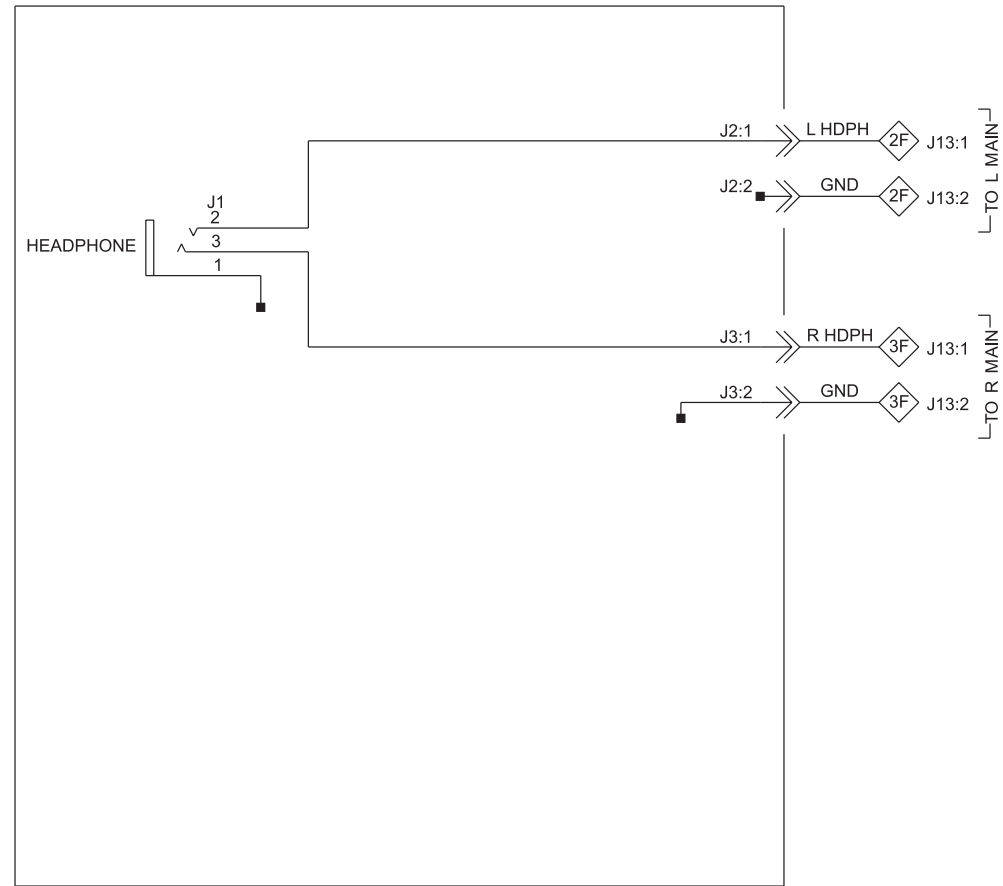 J2:1
L HDPH
2F
J13:1
J2:2
GND
2F
J13:2
TO L MAIN
J1
2
HEADPHONE
3
1
J3:1
R HDPH
3F
J13:1
J3:2
GND
3F
J13:2
TO R MAIN